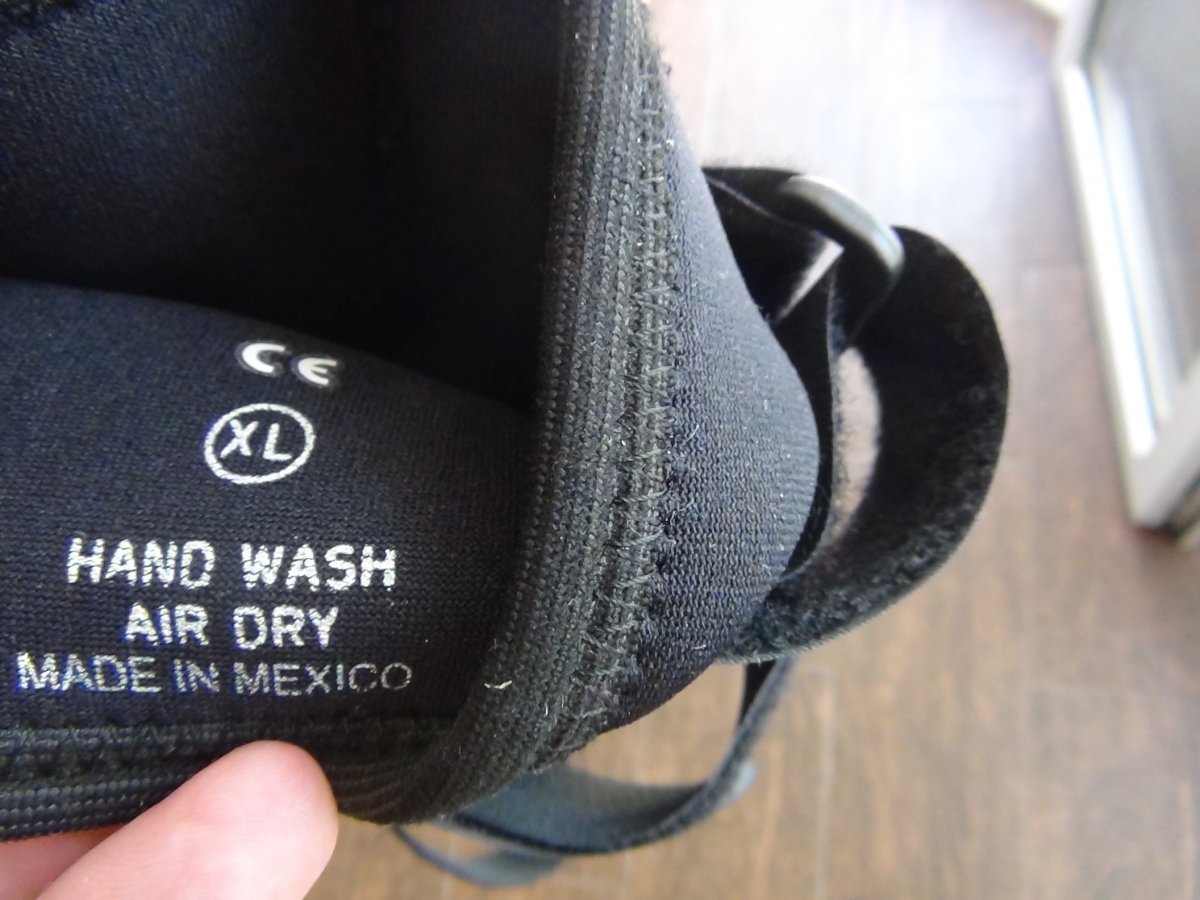 CE
XL
HAND WASH
AIR DRY
MADE IN MEXICO